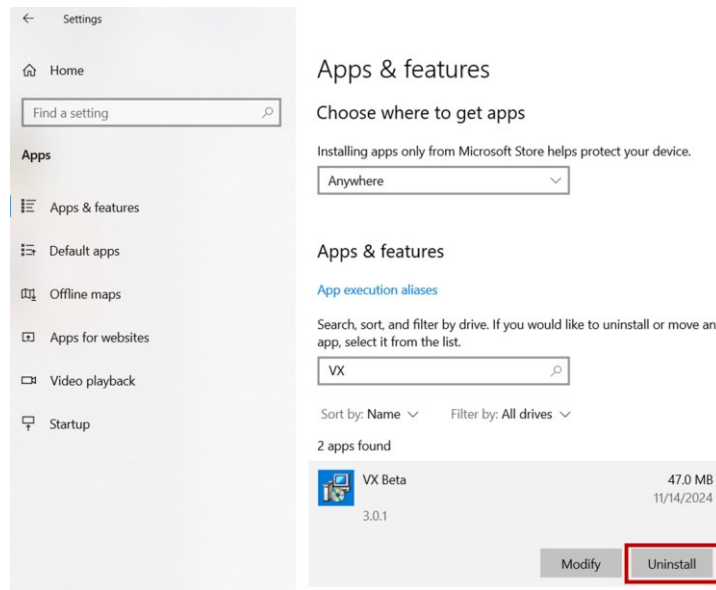 Settings
Home
Find a setting
Apps
Apps & features
Default apps
Offline maps
Apps for websites
Video playback
Startup
Apps & features
Choose where to get apps
Installing apps only from Microsoft Store helps protect your device.
Anywhere
Apps & features
App execution aliases
Search, sort, and filter by drive. If you would like to uninstall or move an
app, select it from the list.
VX
Sort by: Name Filter by: All drives
2 apps found
VX Beta 47.0 MB
11/14/2024
3.0.1
Modify Uninstall